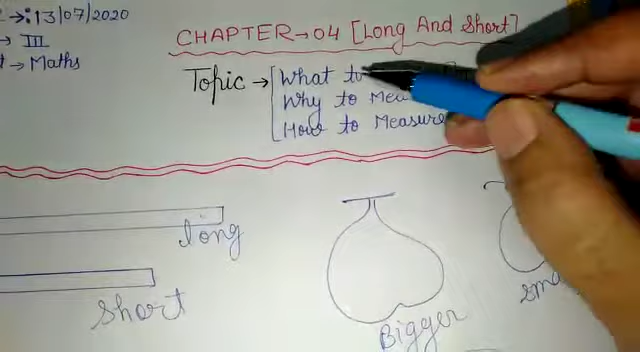 →: 13/07/2020
→ III
→ Maths
CHAPTER → 04 [Long And Short]
Topic → [What to
Why to
How to Measure
long
short
Bigger